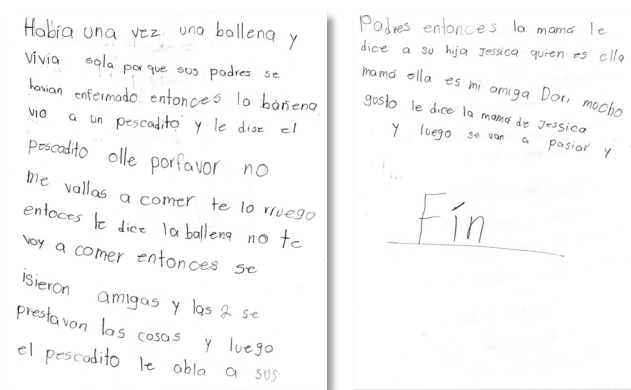 Había una vez una ballena y
vivia sola porque sus padres se
havian enfermado entonces la bañena
vio a un pescadito y le dise el
pescadito olle porfavor no
me vallas a comer te lo rruego
entoces le dice la ballena no te
voy a comer entonces se
isieron amigas y las 2 se
prestavan las cosas y luego
el pescadito le abla a sus
Padres entonces la mamá le
dice a su hija Jessica quien es ella
mamá ella es mi amiga Dori, mucho
gusto le dice la mamá de Jessica
y luego se van a pasiar y
Fín